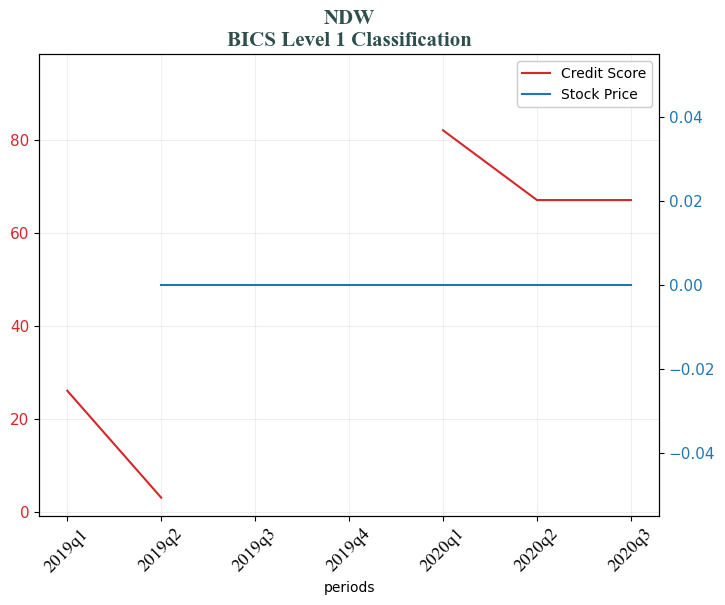 NDW
BICS Level 1 Classification
Credit Score
Stock Price
80
60
40
20
0
0.04
0.02
0.00
−0.02
−0.04
2019q1
2019q2
2019q3
2019q4
2020q1
2020q2
2020q3
periods